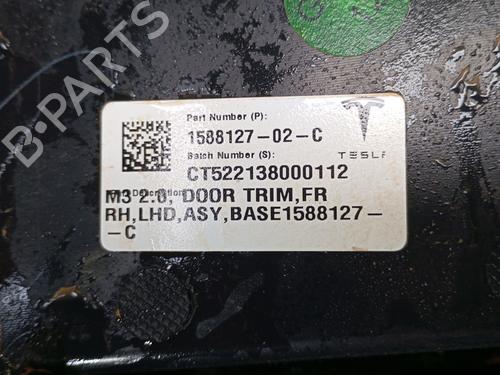 B-PARTS
Part Number (P):
1588127-02-C
Batch Number (S):
TESLA
CT522138000112
M3 2.0, DOOR TRIM,FR
RH,LHD,ASY,BASE1588127-
-C